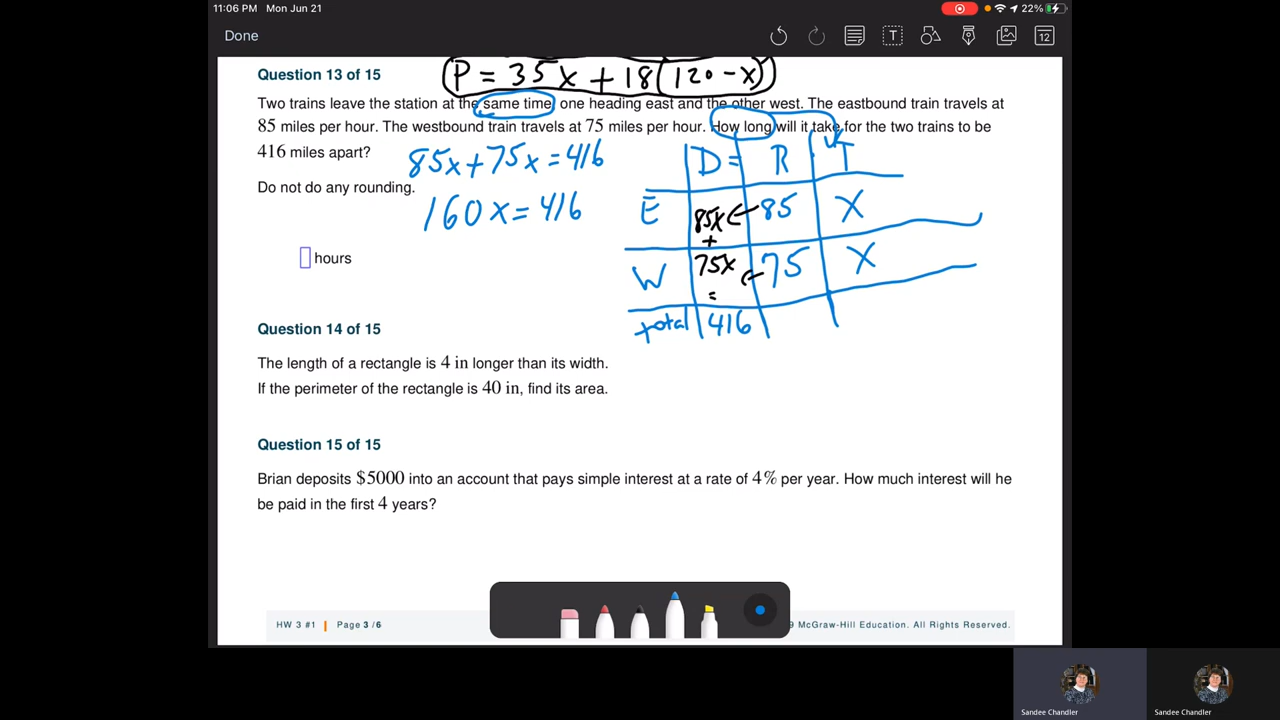 11:06 PM Mon Jun 21
22%
Done
12
P = 35x + 18(120-x)
Question 13 of 15
Two trains leave the station at the same time, one heading east and the other west. The eastbound train travels at
85 miles per hour. The westbound train travels at 75 miles per hour. How long will it take for the two trains to be
416 miles apart?
85x+75x=416
D = R T
Do not do any rounding.
160x=416
E 85x 85 X
+
hours
W 75x 75 X
=
total 416
Question 14 of 15
The length of a rectangle is 4 in longer than its width.
If the perimeter of the rectangle is 40 in, find its area.
Question 15 of 15
Brian deposits $5000 into an account that pays simple interest at a rate of 4% per year. How much interest will he
be paid in the first 4 years?
HW 3 #1 | Page 3 /6
9 McGraw-Hill Education. All Rights Reserved.
Sandee Chandler
Sandee Chandler